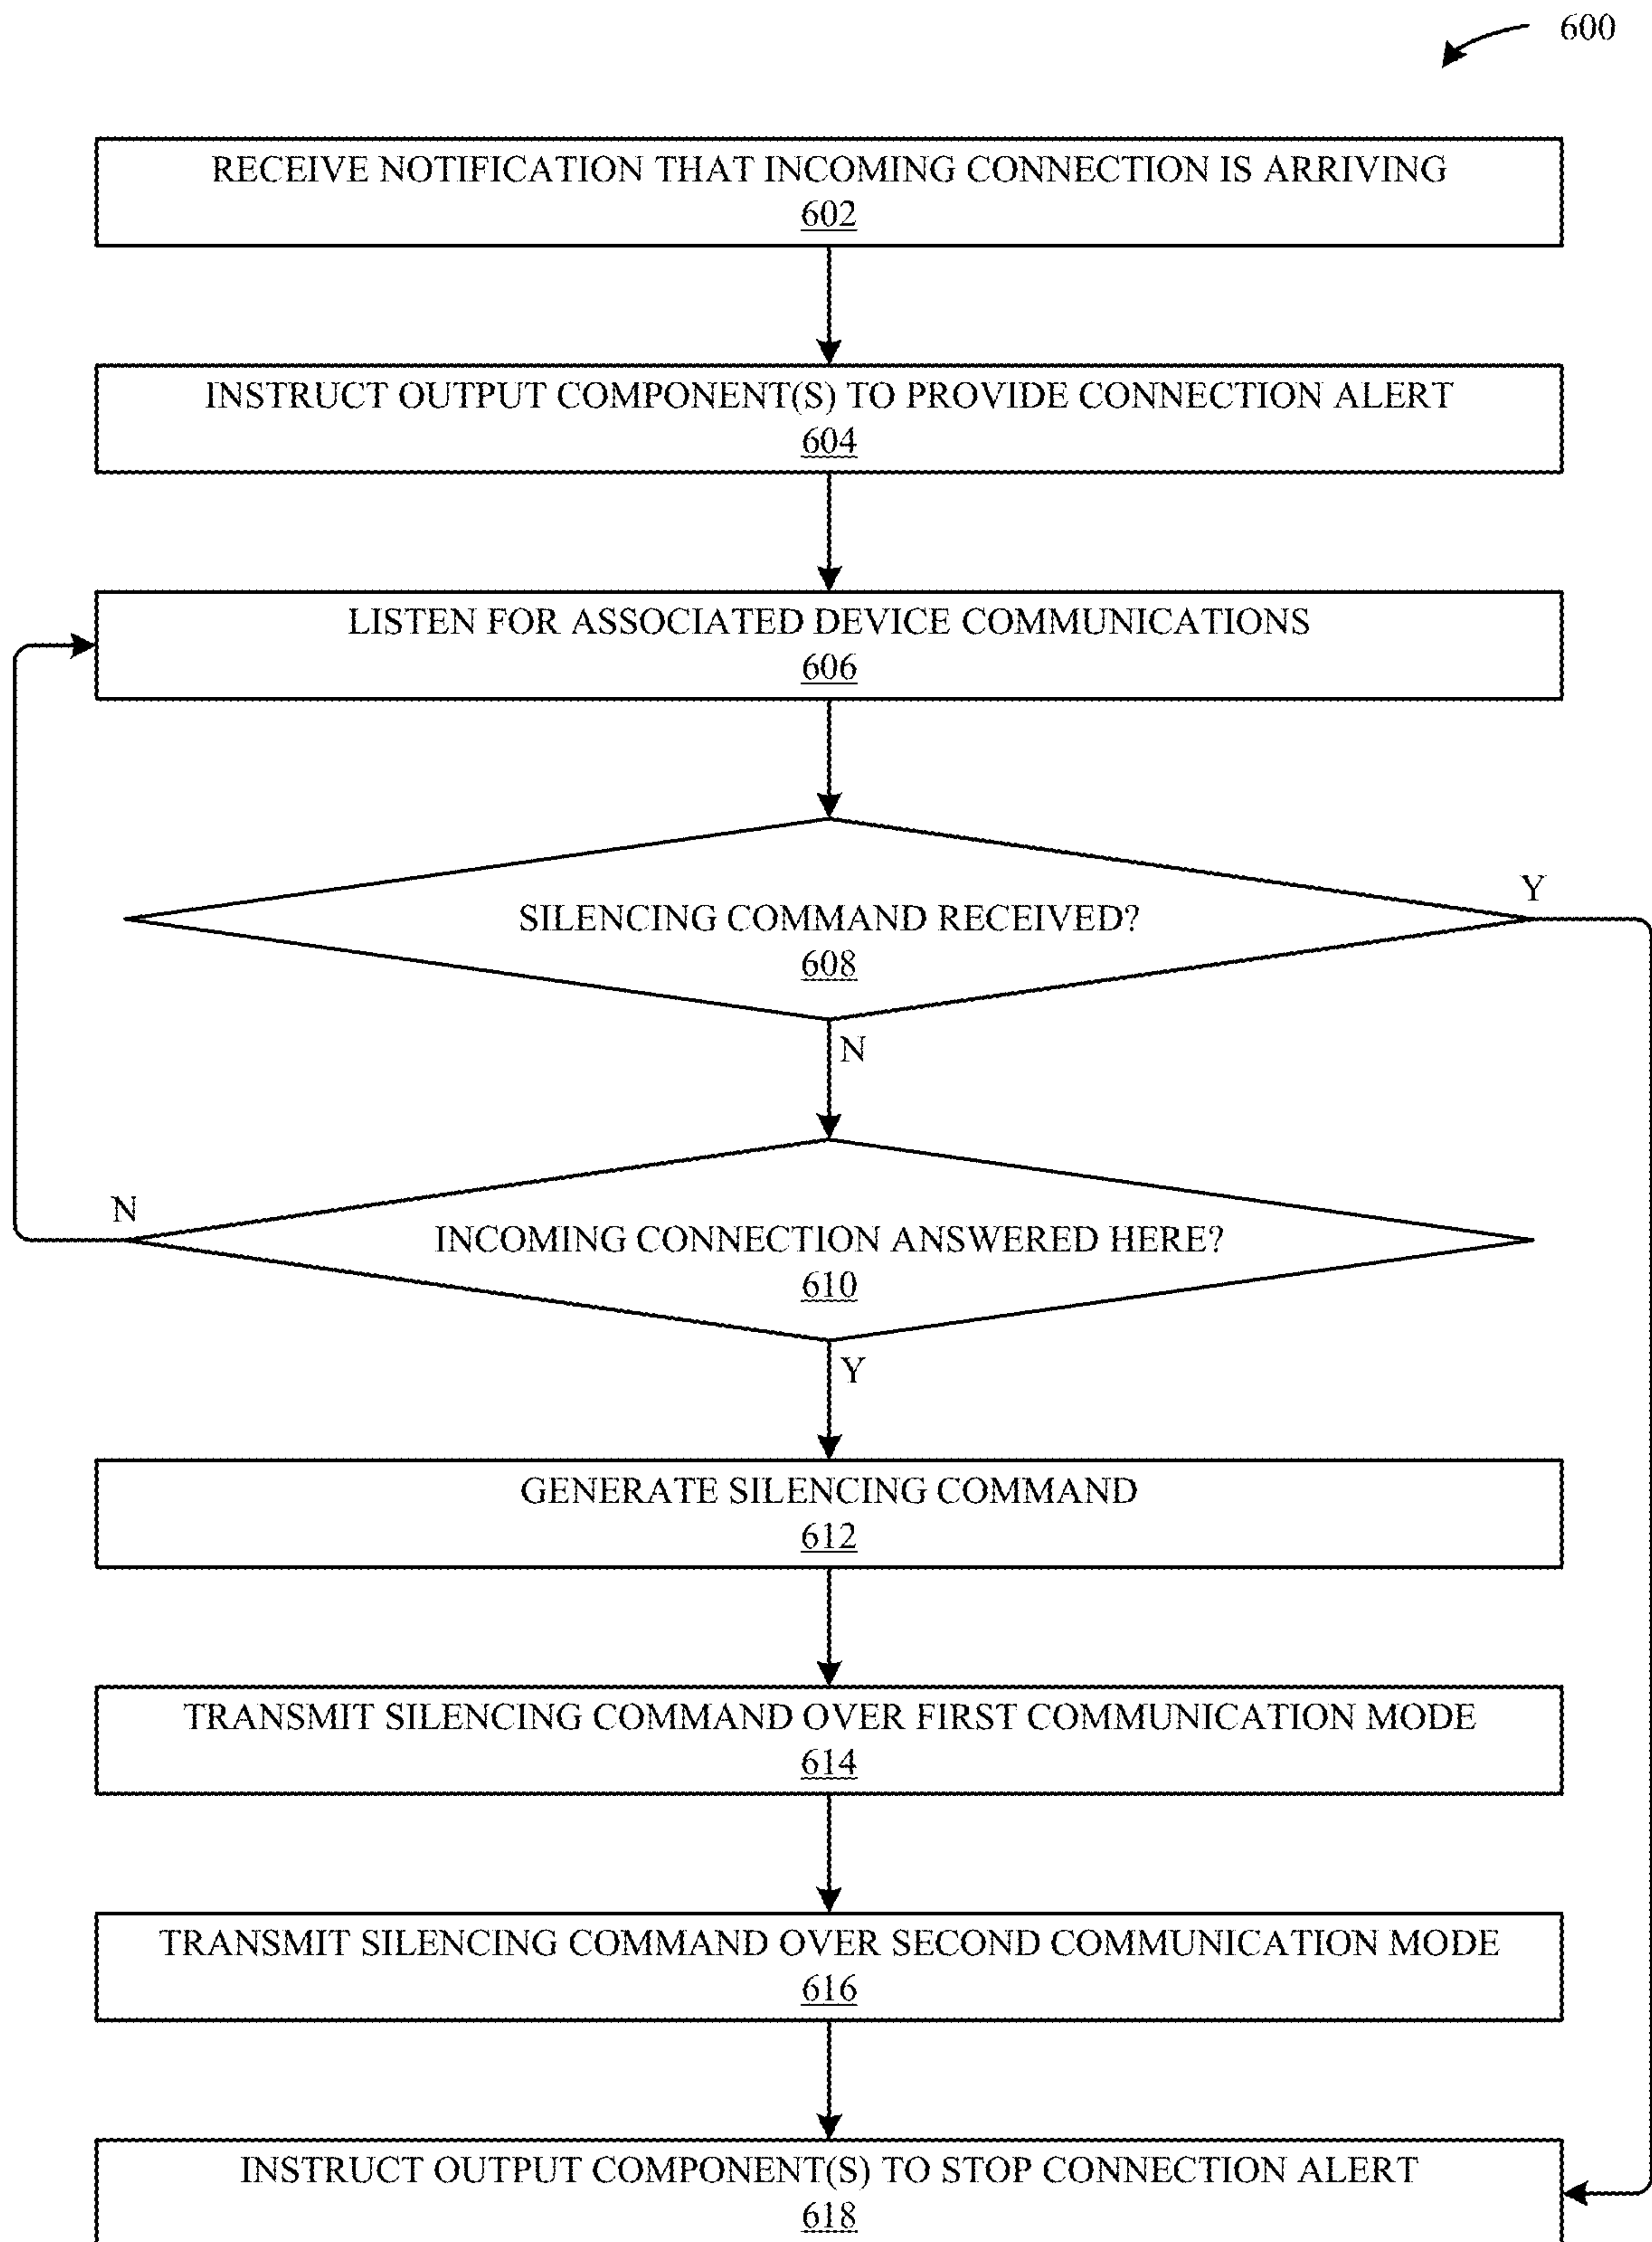 600
RECEIVE NOTIFICATION THAT INCOMING CONNECTION IS ARRIVING
602
INSTRUCT OUTPUT COMPONENT(S) TO PROVIDE CONNECTION ALERT
604
LISTEN FOR ASSOCIATED DEVICE COMMUNICATIONS
606
Y
SILENCING COMMAND RECEIVED?
608
N
N
INCOMING CONNECTION ANSWERED HERE?
610
Y
GENERATE SILENCING COMMAND
612
TRANSMIT SILENCING COMMAND OVER FIRST COMMUNICATION MODE
614
TRANSMIT SILENCING COMMAND OVER SECOND COMMUNICATION MODE
616
INSTRUCT OUTPUT COMPONENT(S) TO STOP CONNECTION ALERT
618